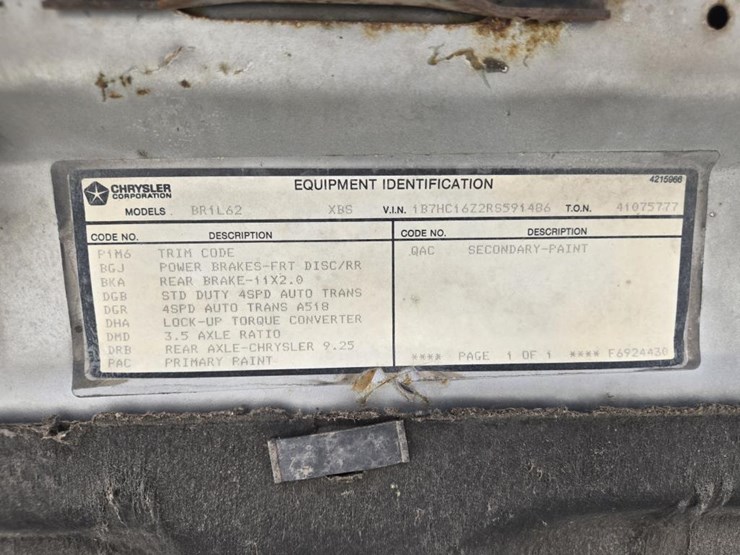 CHRYSLER
CORPORATION
EQUIPMENT IDENTIFICATION
4215966
MODELS BR1L62 XBS V.I.N. 1B7HC16Z2RS591486 T.O.N. 41075777
CODE NO. DESCRIPTION
P1M6 TRIM CODE
BGJ POWER BRAKES-FRT DISC/RR
BKA REAR BRAKE-11X2.0
DGB STD DUTY 4SPD AUTO TRANS
DGR 4SPD AUTO TRANS A518
DHA LOCK-UP TORQUE CONVERTER
DMD 3.5 AXLE RATIO
DRB REAR AXLE-CHRYSLER 9.25
PAC PRIMARY PAINT
CODE NO. DESCRIPTION
QAC SECONDARY-PAINT
**** PAGE 1 OF 1 **** F6924430